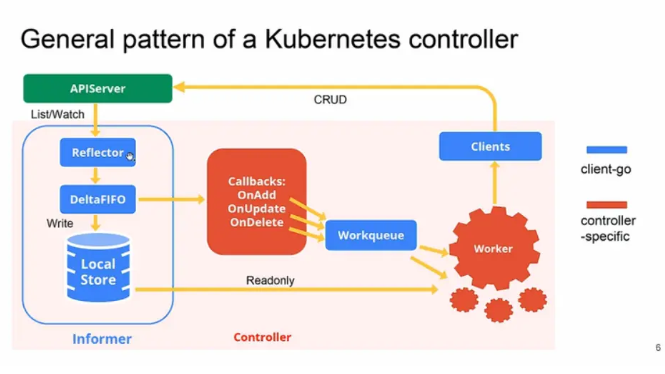 General pattern of a Kubernetes controller
APIServer
CRUD
List/Watch
Reflector
Clients
client-go
DeltaFIFO
Callbacks:
OnAdd
OnUpdate
OnDelete
controller
-specific
Write
Workqueue
Worker
Local
Store
Readonly
Informer
Controller
6